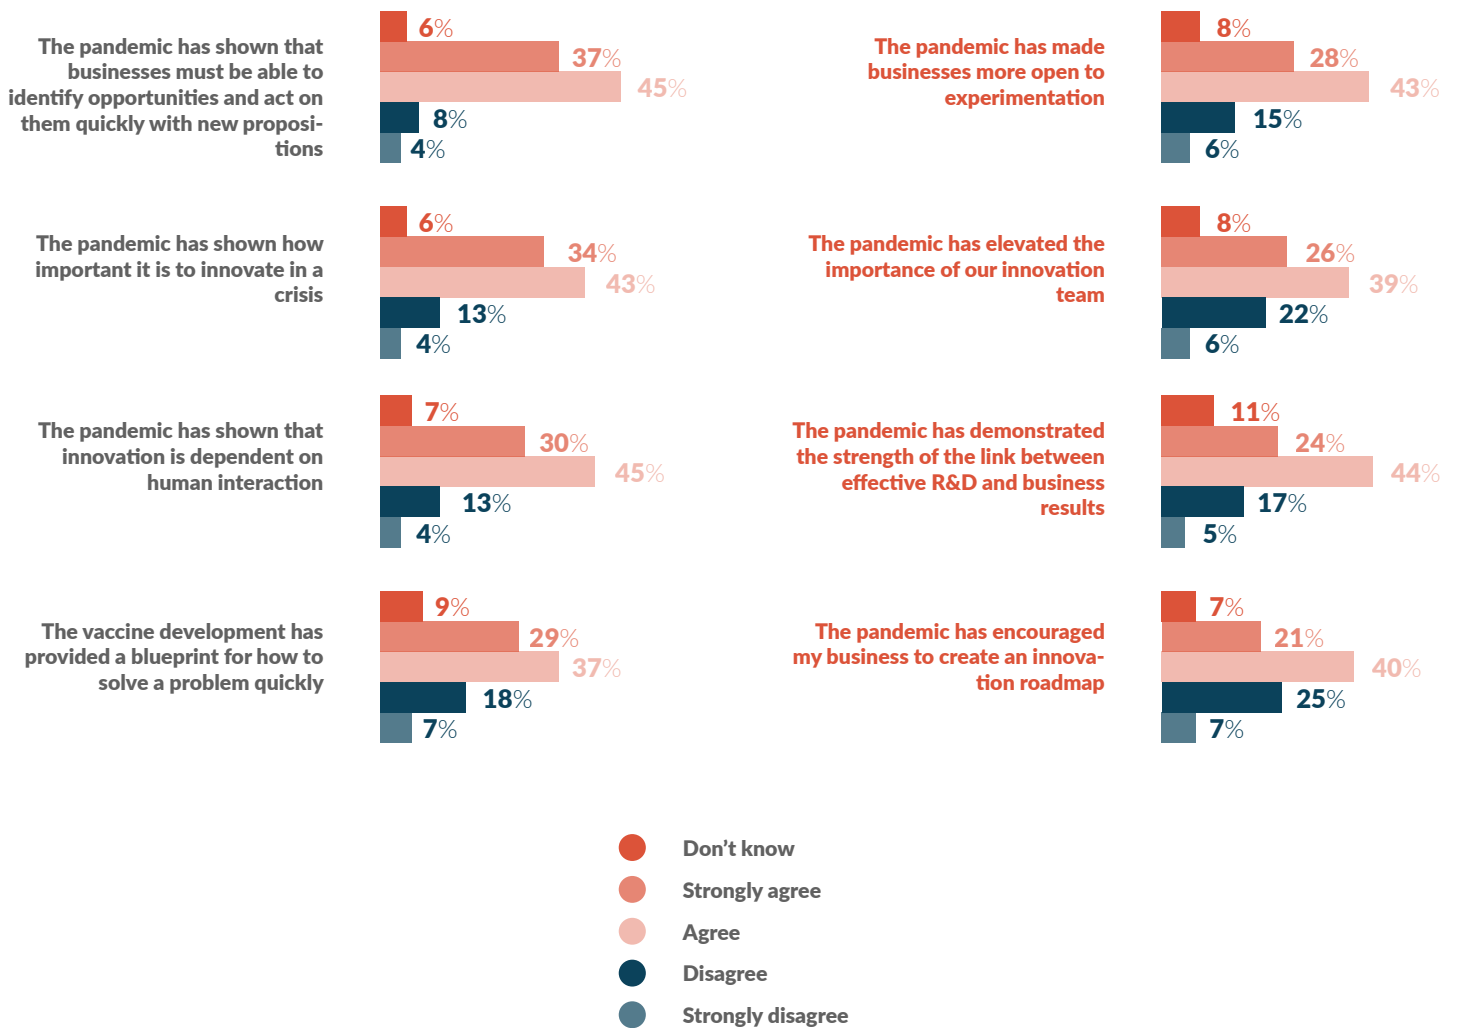 The pandemic has shown that
businesses must be able to
identify opportunities and act on
them quickly with new proposi-
tions
6%
37%
45%
8%
4%
The pandemic has made
businesses more open to
experimentation
8%
28%
43%
15%
6%
The pandemic has shown how
important it is to innovate in a
crisis
6%
34%
43%
13%
4%
The pandemic has elevated the
importance of our innovation
team
8%
26%
39%
22%
6%
The pandemic has shown that
innovation is dependent on
human interaction
7%
30%
45%
13%
4%
The pandemic has demonstrated
the strength of the link between
effective R&D and business
results
11%
24%
44%
17%
5%
The vaccine development has
provided a blueprint for how to
solve a problem quickly
9%
29%
37%
18%
7%
The pandemic has encouraged
my business to create an innova-
tion roadmap
7%
21%
40%
25%
7%
Don’t know
Strongly agree
Agree
Disagree
Strongly disagree